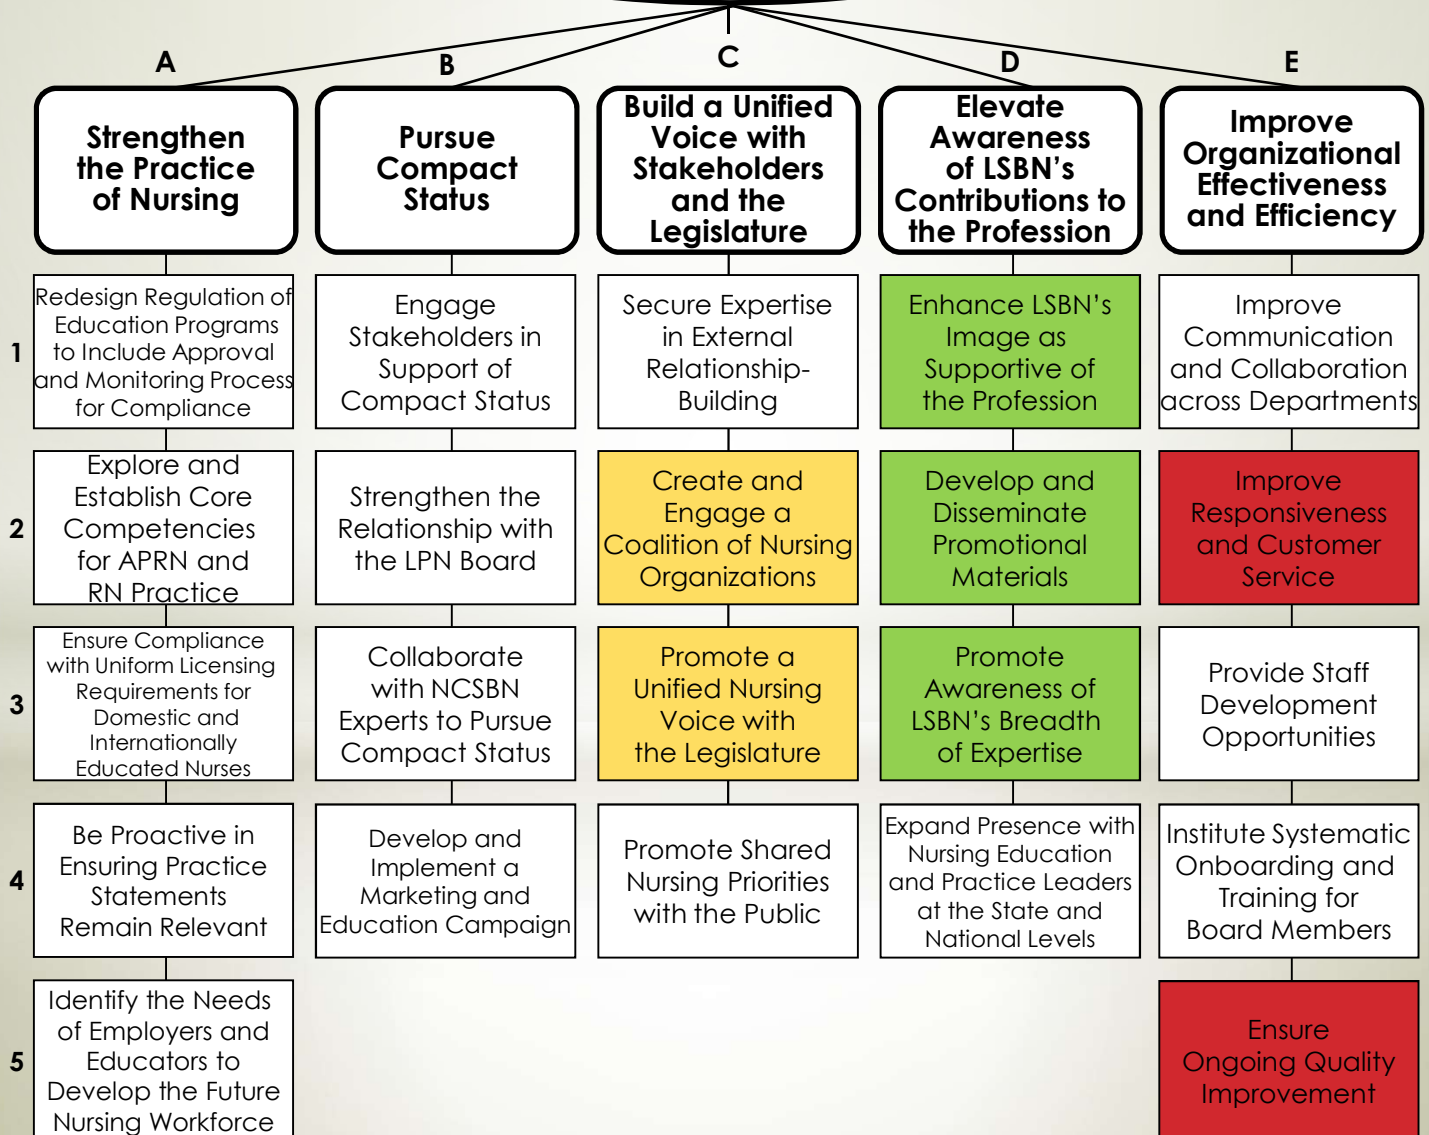 A
B
C
D
E
Strengthen
the Practice
of Nursing
Pursue
Compact
Status
Build a Unified
Voice with
Stakeholders
and the
Legislature
Elevate
Awareness
of LSBN’s
Contributions to
the Profession
Improve
Organizational
Effectiveness
and Efficiency
1
Redesign Regulation of
Education Programs
to Include Approval
and Monitoring Process
for Compliance
Engage
Stakeholders in
Support of
Compact Status
Secure Expertise
in External
Relationship-
Building
Enhance LSBN’s
Image as
Supportive of
the Profession
Improve
Communication
and Collaboration
across Departments
2
Explore and
Establish Core
Competencies
for APRN and
RN Practice
Strengthen the
Relationship with
the LPN Board
Create and
Engage a
Coalition of Nursing
Organizations
Develop and
Disseminate
Promotional
Materials
Improve
Responsiveness
and Customer
Service
3
Ensure Compliance
with Uniform Licensing
Requirements for
Domestic and
Internationally
Educated Nurses
Collaborate
with NCSBN
Experts to Pursue
Compact Status
Promote a
Unified Nursing
Voice with
the Legislature
Promote
Awareness of
LSBN’s Breadth
of Expertise
Provide Staff
Development
Opportunities
4
Be Proactive in
Ensuring Practice
Statements
Remain Relevant
Develop and
Implement a
Marketing and
Education Campaign
Promote Shared
Nursing Priorities
with the Public
Expand Presence with
Nursing Education
and Practice Leaders
at the State and
National Levels
Institute Systematic
Onboarding and
Training for
Board Members
5
Identify the Needs
of Employers and
Educators to
Develop the Future
Nursing Workforce
Ensure
Ongoing Quality
Improvement